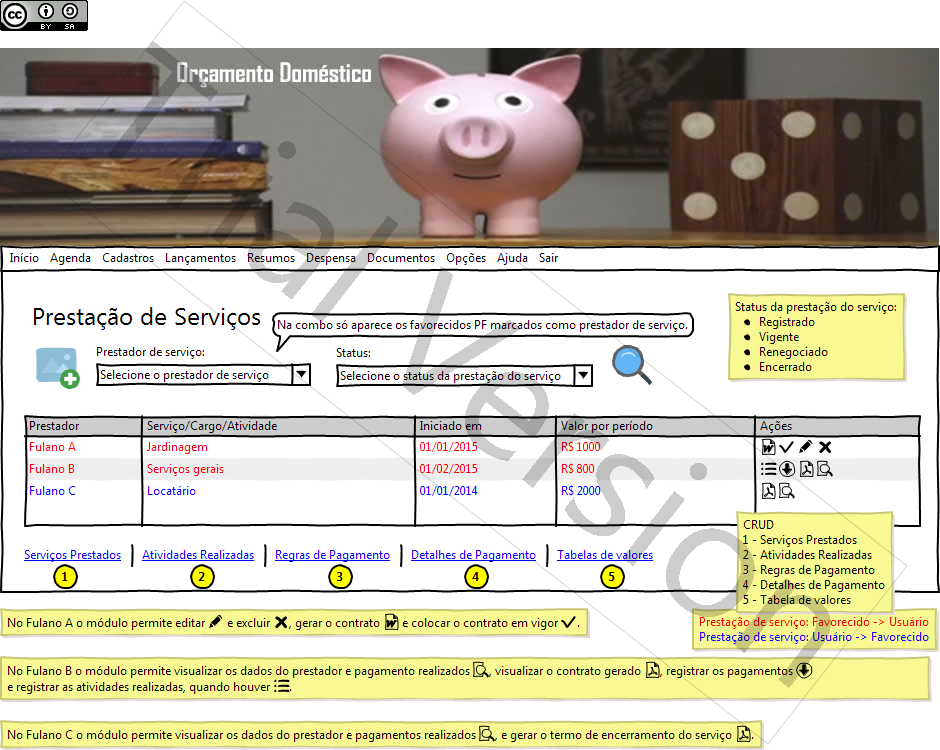 cc BY SA
Orçamento Doméstico
Início Agenda Cadastros Lançamentos Resumos Despensa Documentos Opções Ajuda Sair
Prestação de Serviços
Na combo só aparece os favorecidos PF marcados como prestador de serviço.
Status da prestação do serviço:
Registrado
Vigente
Renegociado
Encerrado
Prestador de serviço:
Selecione o prestador de serviço
Status:
Selecione o status da prestação do serviço
Prestador Serviço/Cargo/Atividade Iniciado em Valor por período Ações
Fulano A Jardinagem 01/01/2015 R$ 1000
Fulano B Serviços gerais 01/02/2015 R$ 800
Fulano C Locatário 01/01/2014 R$ 2000
Serviços Prestados Atividades Realizadas Regras de Pagamento Detalhes de Pagamento Tabelas de valores
1 2 3 4 5
CRUD
1 - Serviços Prestados
2 - Atividades Realizadas
3 - Regras de Pagamento
4 - Detalhes de Pagamento
5 - Tabela de valores
Prestação de serviço: Favorecido -> Usuário
Prestação de serviço: Usuário -> Favorecido
No Fulano A o módulo permite editar e excluir , gerar o contrato e colocar o contrato em vigor .
No Fulano B o módulo permite visualizar os dados do prestador e pagamento realizados , visualizar o contrato gerado , registrar os pagamentos
e registrar as atividades realizadas, quando houver .
No Fulano C o módulo permite visualizar os dados do prestador e pagamentos realizados , e gerar o termo de encerramento do serviço .
Trial Version